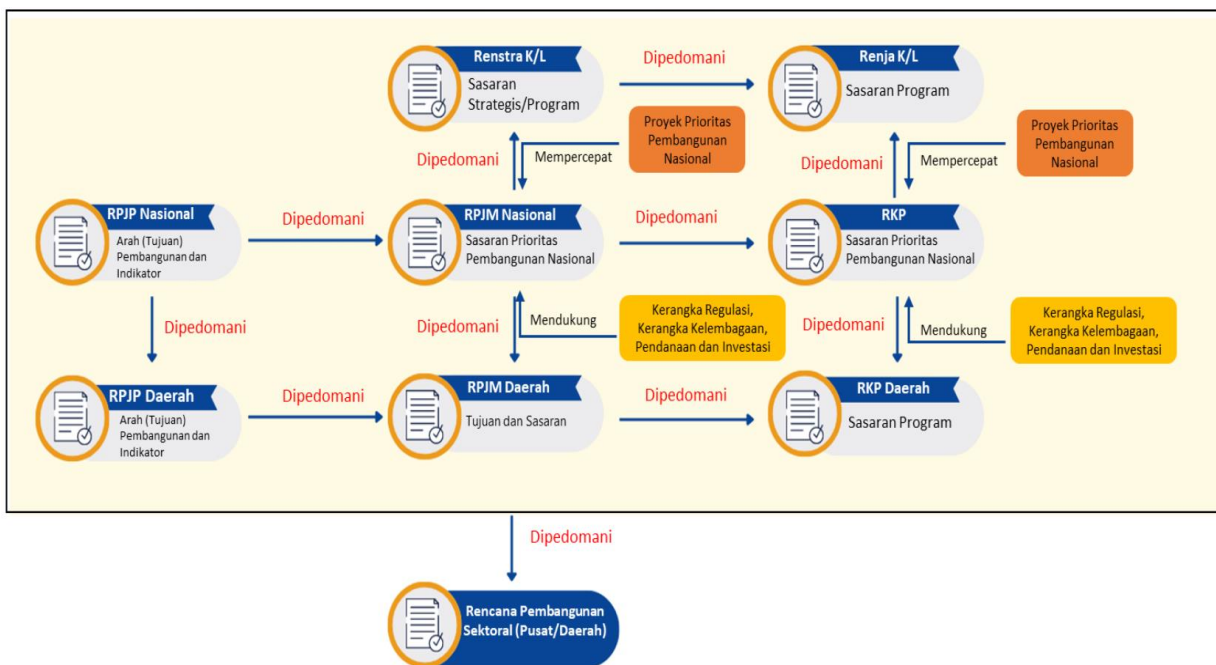 Renstra K/L
Sasaran
Strategis/Program
Dipedomani
Renja K/L
Sasaran Program
Dipedomani
Mempercepat
Proyek Prioritas
Pembangunan
Nasional
Dipedomani
Mempercepat
Proyek Prioritas
Pembangunan
Nasional
RPJP Nasional
Arah (Tujuan)
Pembangunan dan
Indikator
Dipedomani
RPJM Nasional
Sasaran Prioritas
Pembangunan Nasional
Dipedomani
RKP
Sasaran Prioritas
Pembangunan Nasional
Dipedomani
Dipedomani
Mendukung
Kerangka Regulasi,
Kerangka Kelembagaan,
Pendanaan dan Investasi
Dipedomani
Mendukung
Kerangka Regulasi,
Kerangka Kelembagaan,
Pendanaan dan Investasi
RPJP Daerah
Arah (Tujuan)
Pembangunan dan
Indikator
Dipedomani
RPJM Daerah
Tujuan dan Sasaran
Dipedomani
RKP Daerah
Sasaran Program
Dipedomani
Rencana Pembangunan
Sektoral (Pusat/Daerah)